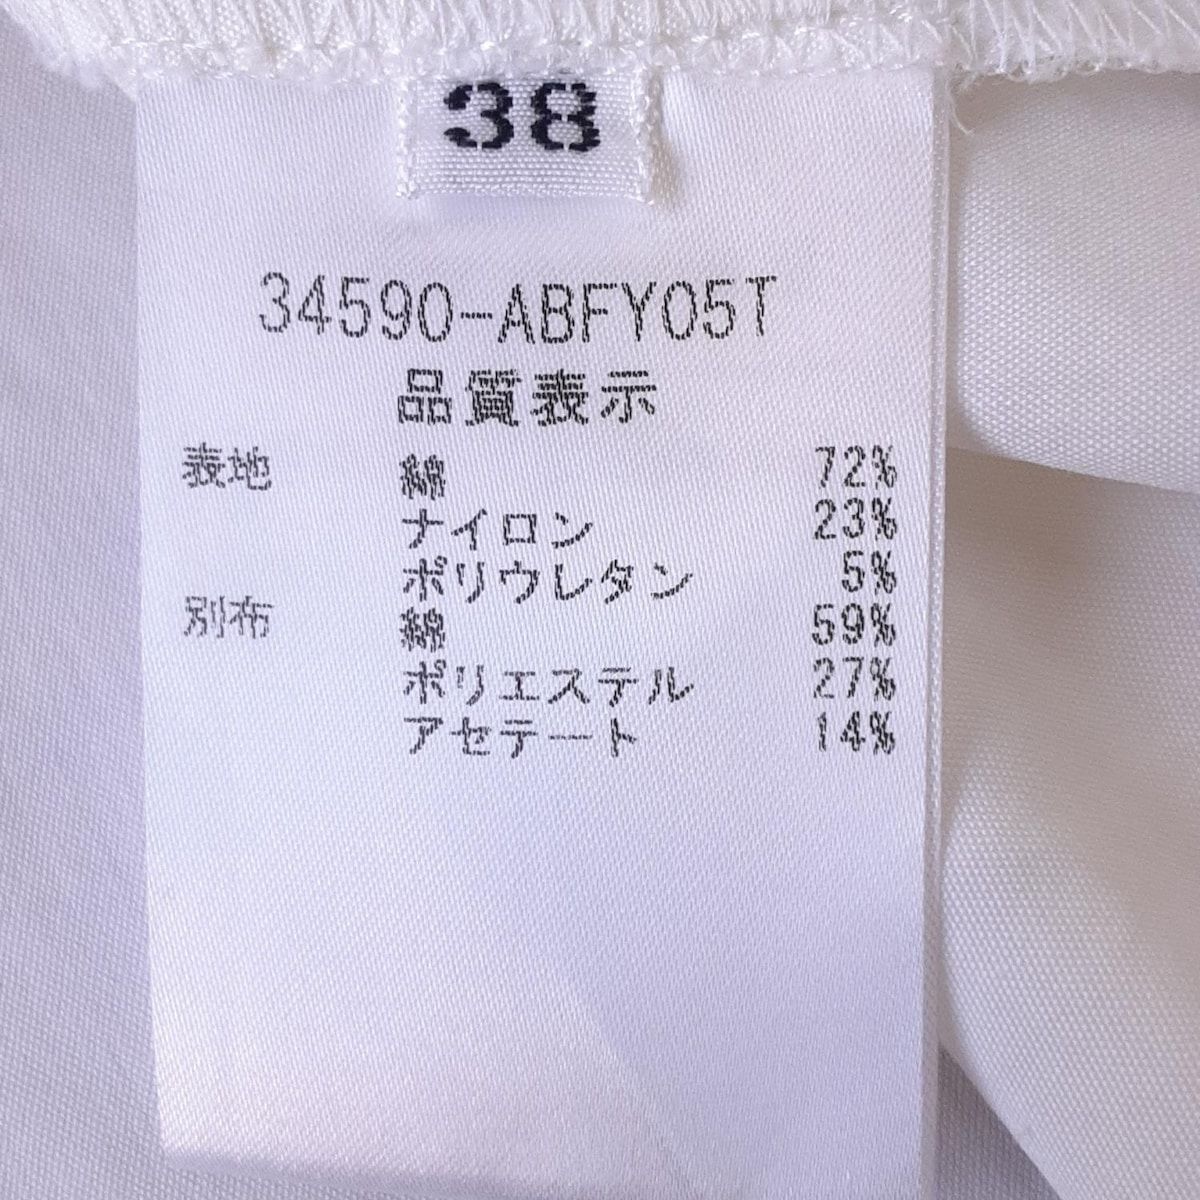 38
34590-ABFY05T
品質表示
表地 綿 72%
ナイロン 23%
ポリウレタン 5%
別布 綿 59%
ポリエステル 27%
アセテート 14%